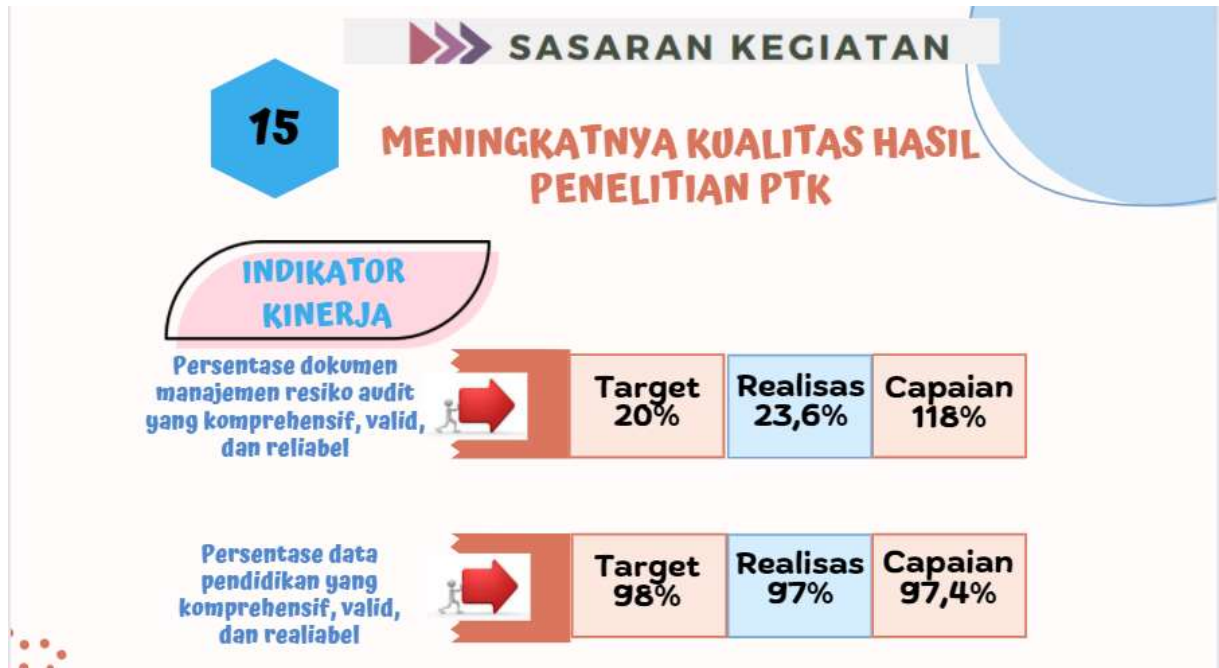 SASARAN KEGIATAN
15
MENINGKATNYA KUALITAS HASIL
PENELITIAN PTK
INDIKATOR
KINERJA
Persentase dokumen
manajemen resiko audit
yang komprehensif, valid,
dan reliabel
Target
20%
Realisas
23,6%
Capaian
118%
Persentase data
pendidikan yang
komprehensif, valid,
dan realiabel
Target
98%
Realisas
97%
Capaian
97,4%